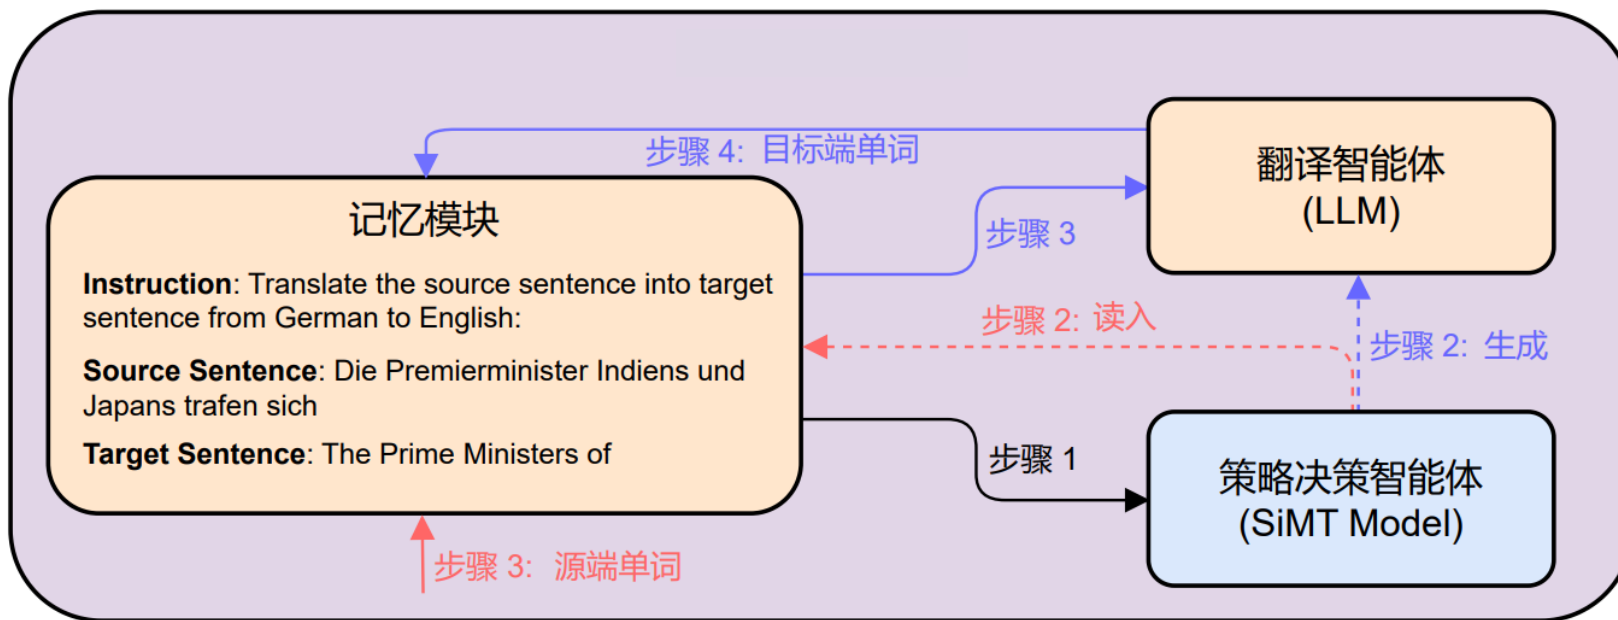 步骤 4: 目标端单词
翻译智能体
(LLM)
记忆模块
步骤 3
Instruction: Translate the source sentence into target
sentence from German to English:
步骤 2: 读入
步骤 2: 生成
Source Sentence: Die Premierminister Indiens und
Japans trafen sich
Target Sentence: The Prime Ministers of
步骤 1
策略决策智能体
(SiMT Model)
步骤 3: 源端单词